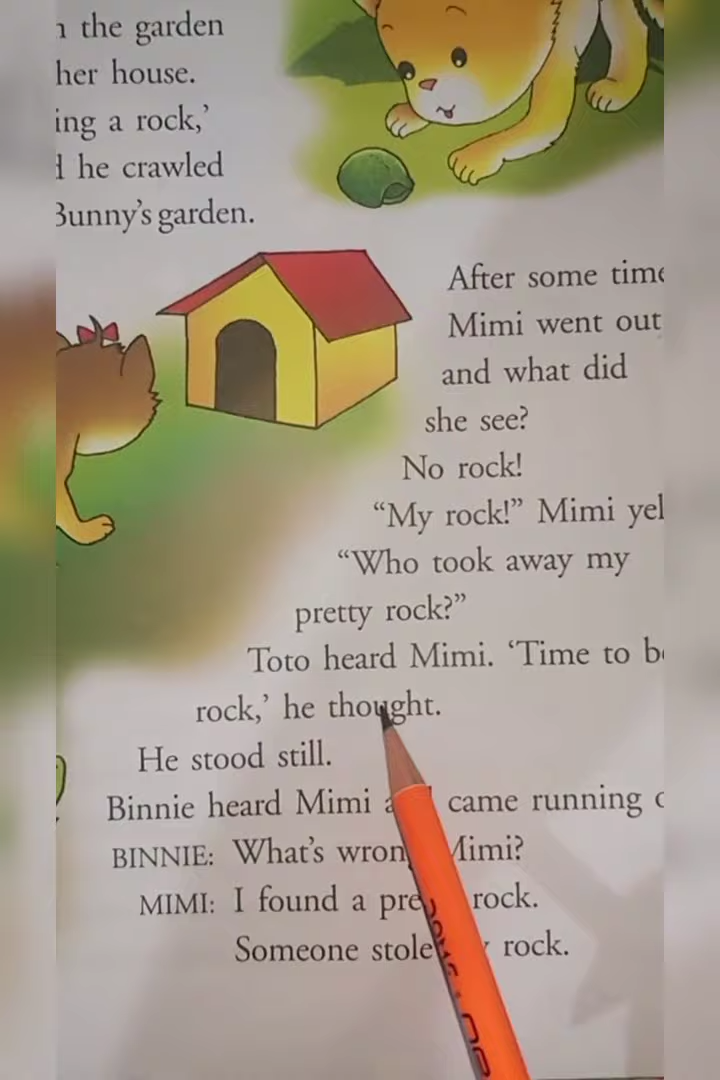 the garden
her house.
ing a rock,’
he crawled
Bunny’s garden.
After some time
Mimi went out
and what did
she see?
No rock!
“My rock!” Mimi yel
“Who took away my
pretty rock?”
Toto heard Mimi. ‘Time to b
rock,’ he thought.
He stood still.
Binnie heard Mimi came running
BINNIE: What’s wron Mimi?
MIMI: I found a pre rock.
Someone stole rock.